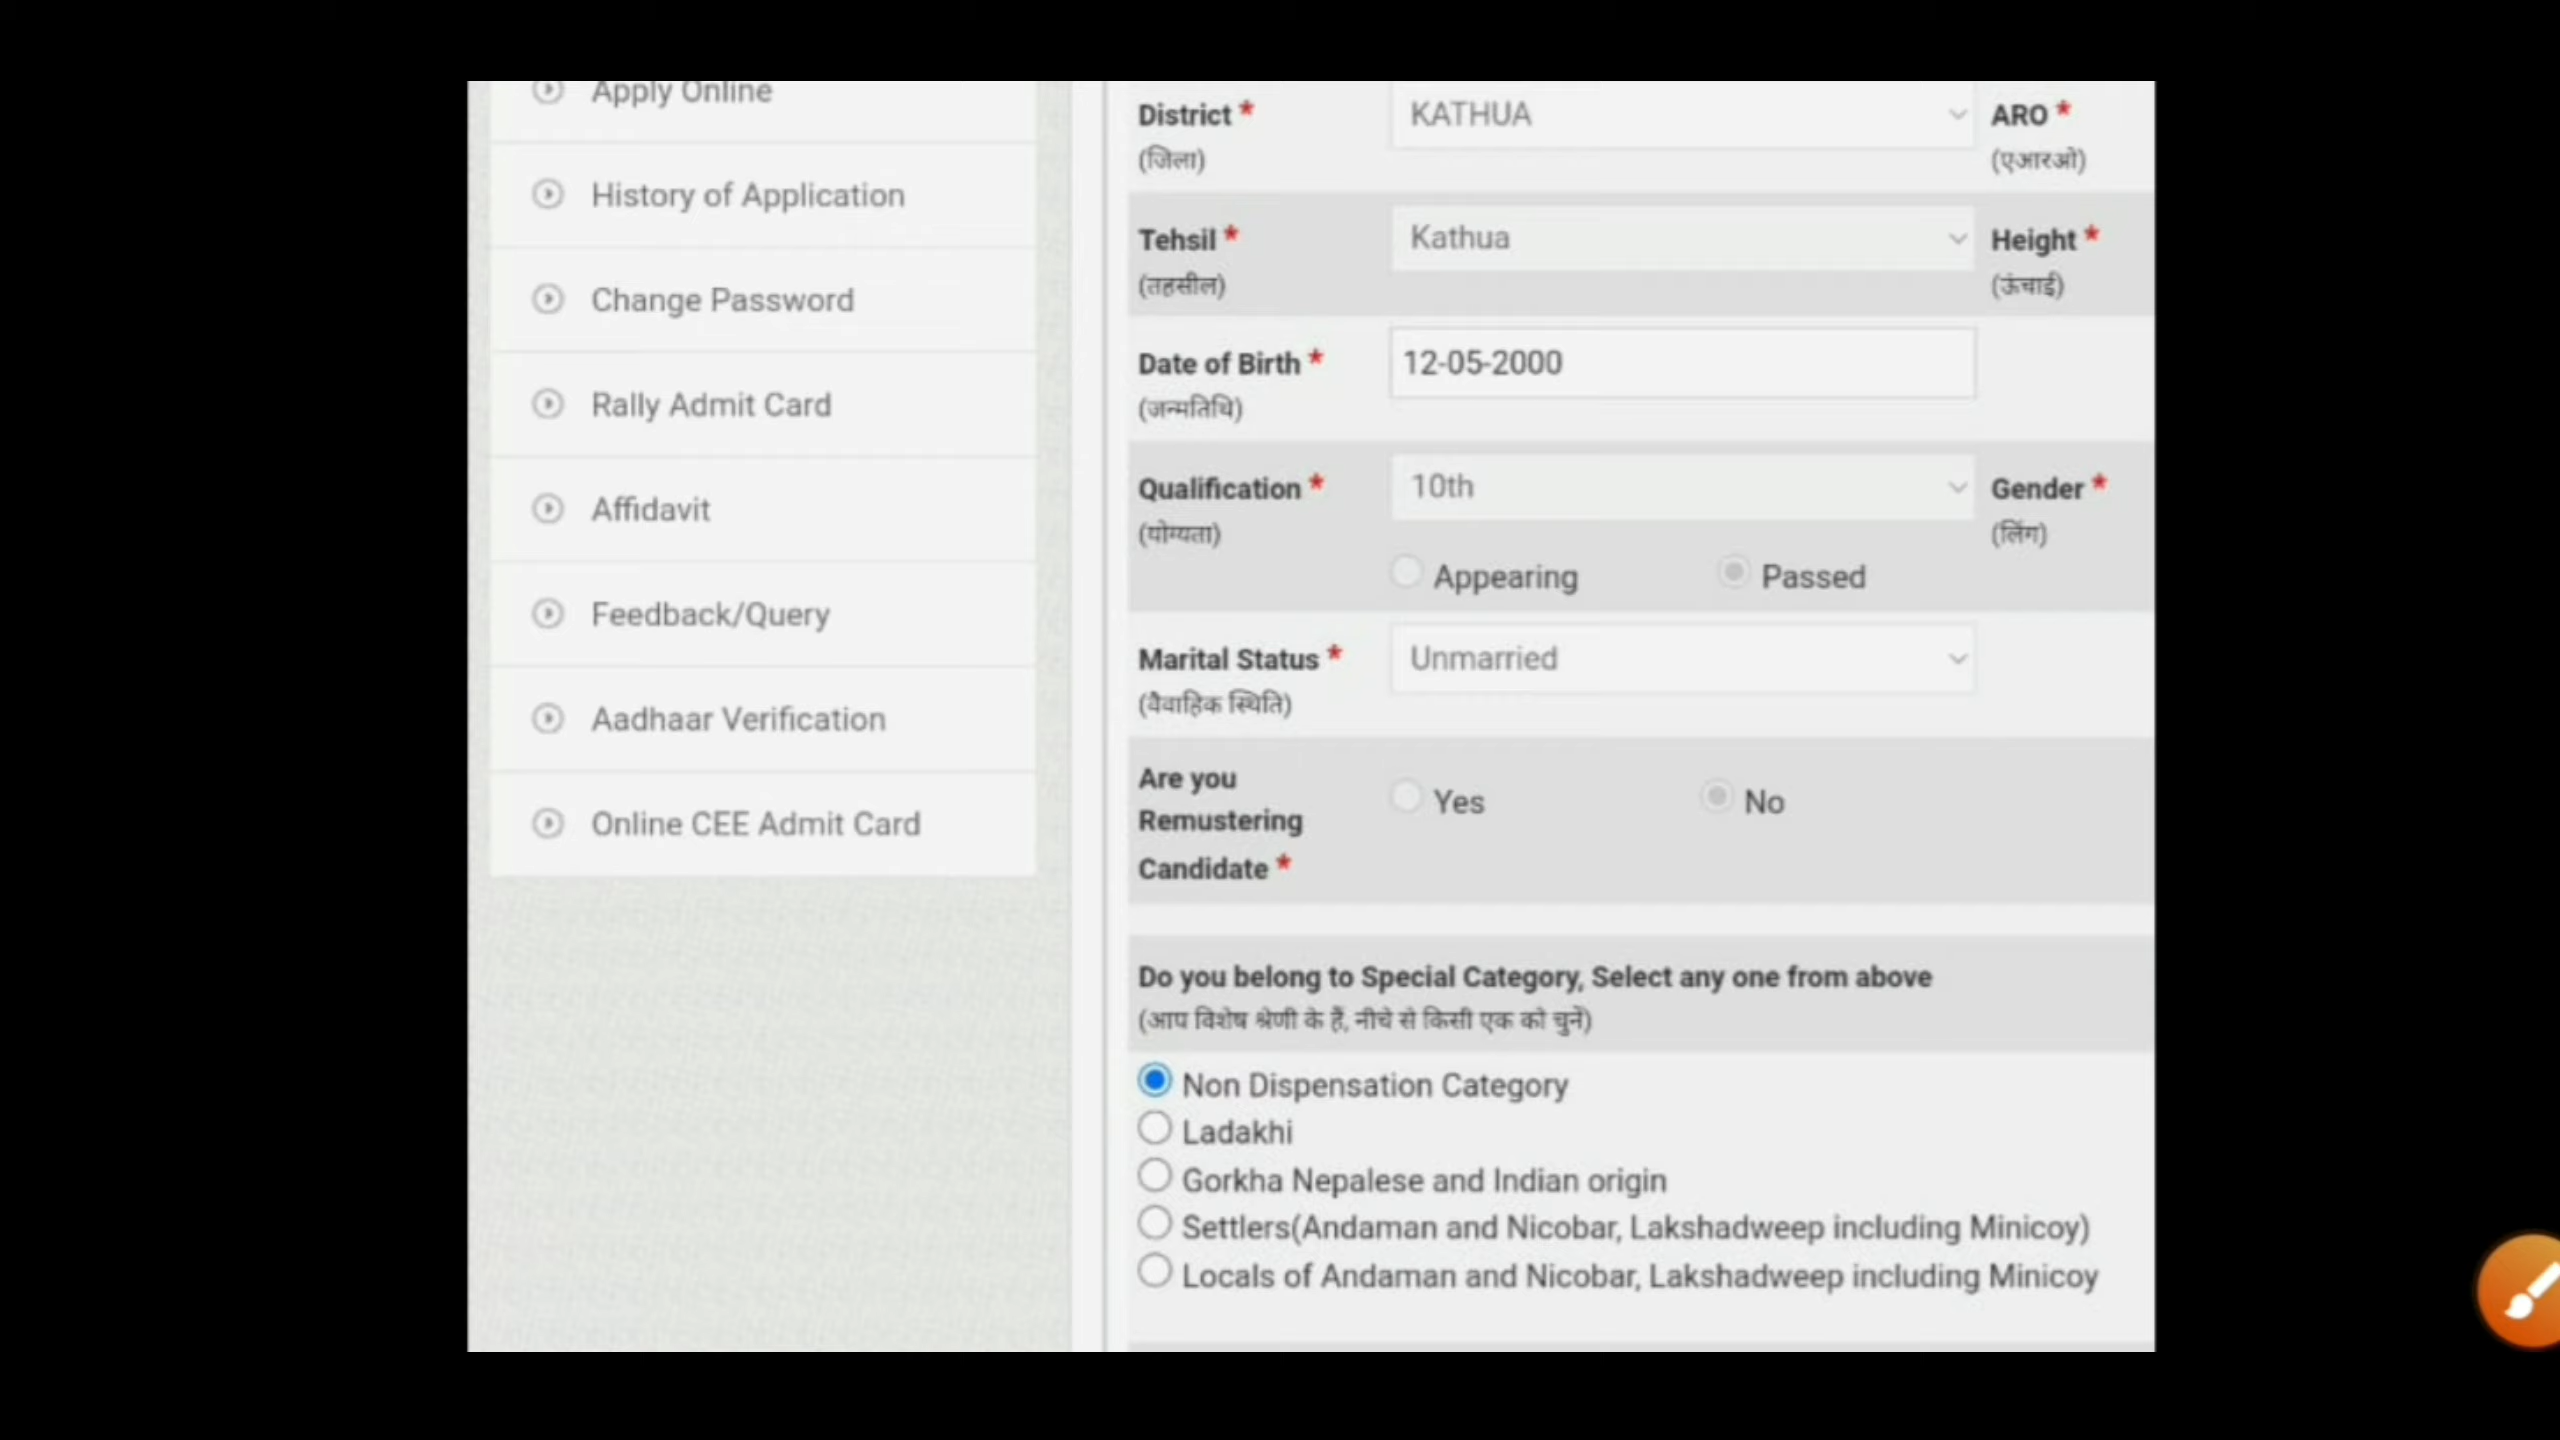 Apply Online
History of Application
Change Password
Rally Admit Card
Affidavit
Feedback/Query
Aadhaar Verification
Online CEE Admit Card
District * KATHUA ARO *
(जिला) (एआरओ)
Tehsil * Kathua Height *
(तहसील) (ऊंचाई)
Date of Birth * 12-05-2000
(जन्मतिथि)
Qualification * 10th Gender *
(योग्यता) (लिंग)
Appearing Passed
Marital Status * Unmarried
(वैवाहिक स्थिति)
Are you
Remustering
Candidate *
Yes No
Do you belong to Special Category, Select any one from above
(आप विशेष श्रेणी के हैं, नीचे से किसी एक को चुनें)
Non Dispensation Category
Ladakhi
Gorkha Nepalese and Indian origin
Settlers(Andaman and Nicobar, Lakshadweep including Minicoy)
Locals of Andaman and Nicobar, Lakshadweep including Minicoy